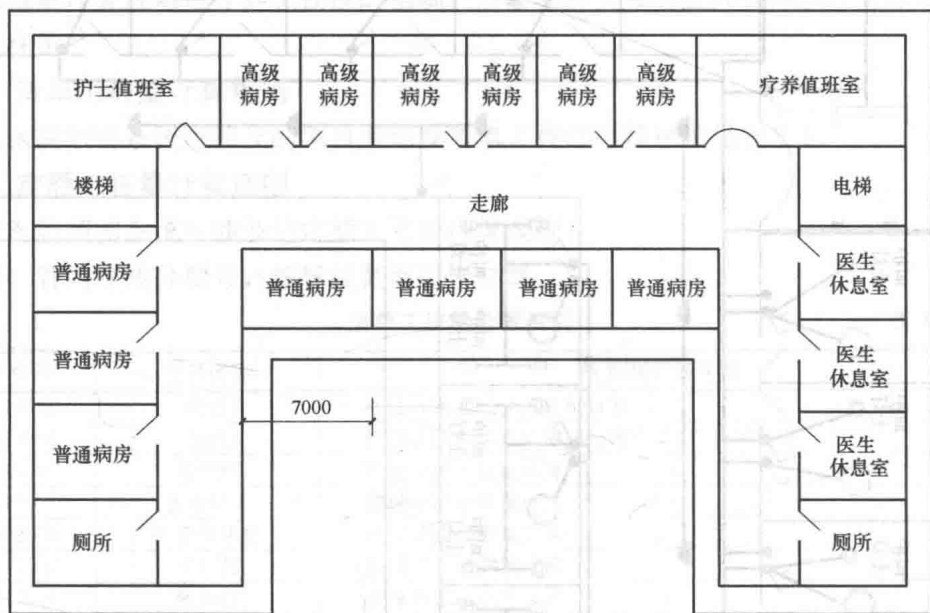 护士值班室
高级
病房
高级
病房
高级
病房
高级
病房
高级
病房
高级
病房
疗养值班室
楼梯
走廊
电梯
普通病房
普通病房
普通病房
普通病房
普通病房
医生
休息室
普通病房
医生
休息室
7000
普通病房
医生
休息室
厕所
厕所